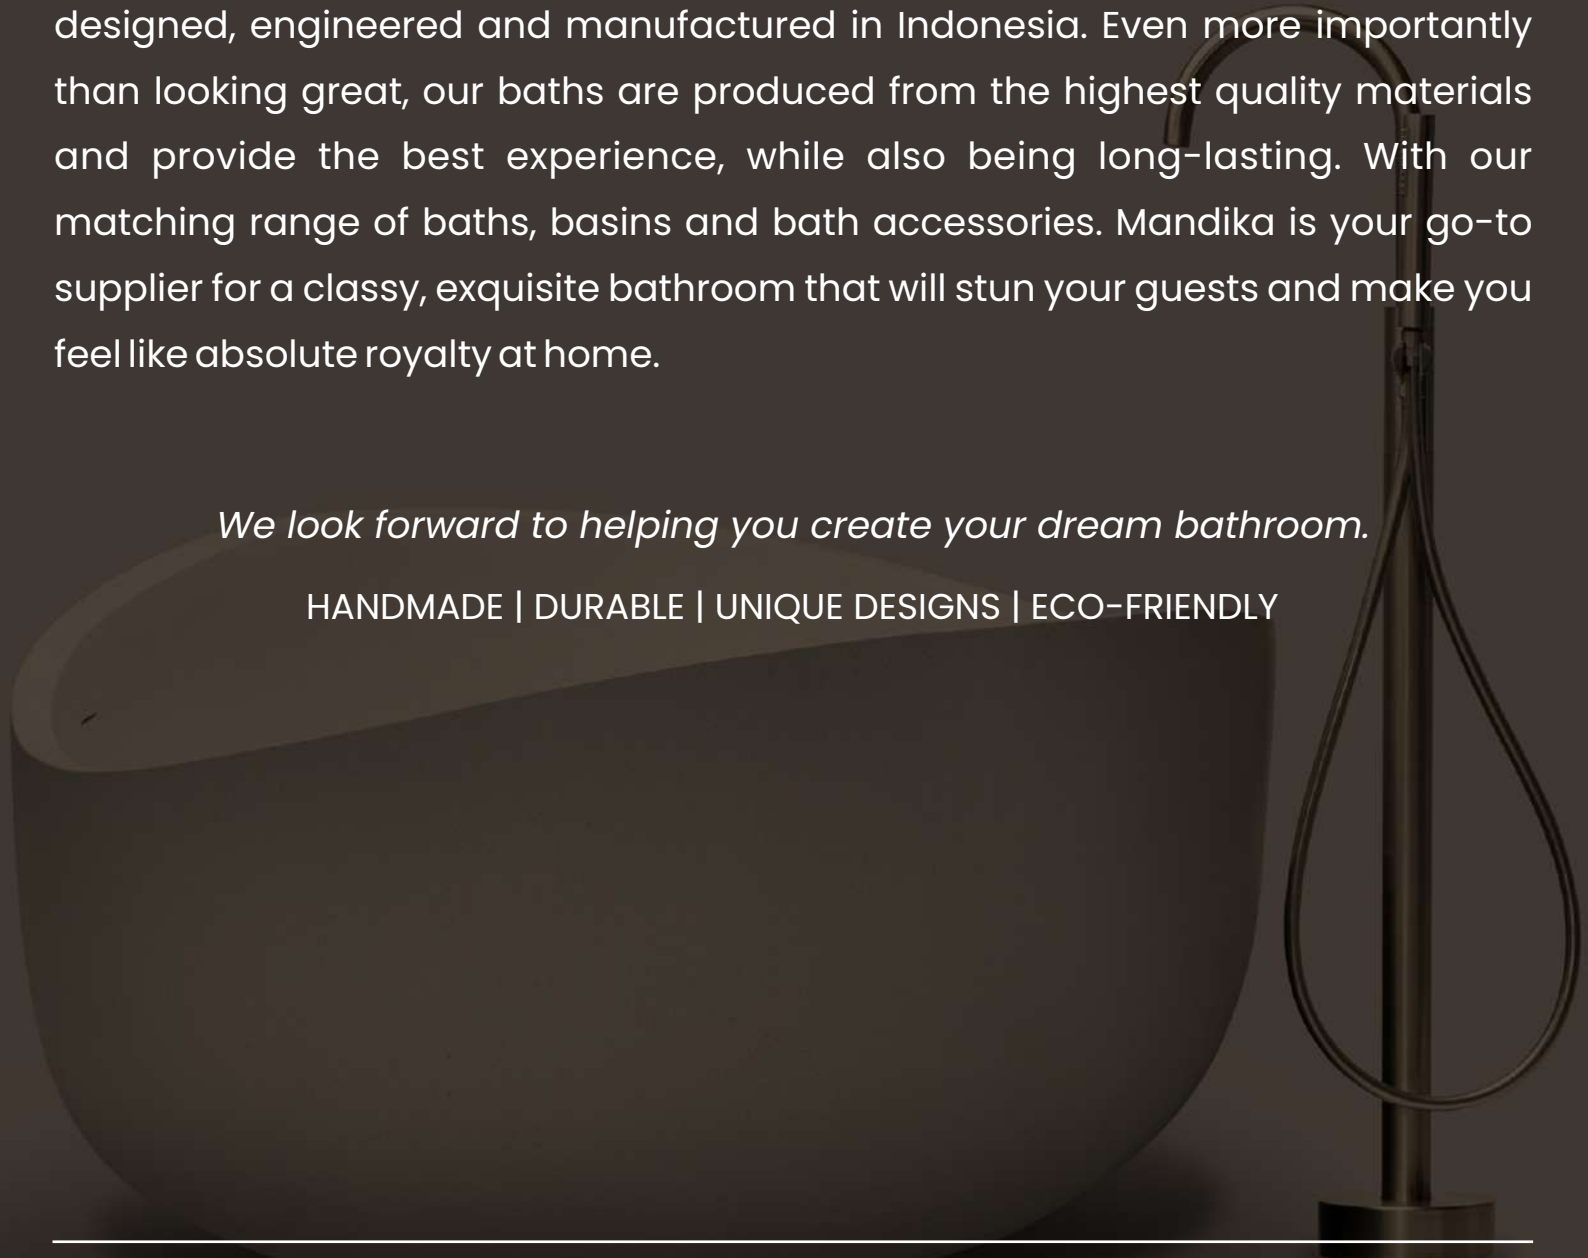 designed, engineered and manufactured in Indonesia. Even more importantly
than looking great, our baths are produced from the highest quality materials
and provide the best experience, while also being long-lasting. With our
matching range of baths, basins and bath accessories. Mandika is your go-to
supplier for a classy, exquisite bathroom that will stun your guests and make you
feel like absolute royalty at home.
We look forward to helping you create your dream bathroom.
HANDMADE | DURABLE | UNIQUE DESIGNS | ECO-FRIENDLY